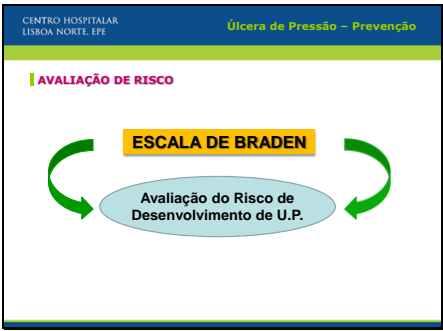 CENTRO HOSPITALAR
LISBOA NORTE, EPE
Úlcera de Pressão – Prevenção
AVALIAÇÃO DE RISCO
ESCALA DE BRADEN
Avaliação do Risco de
Desenvolvimento de U.P.